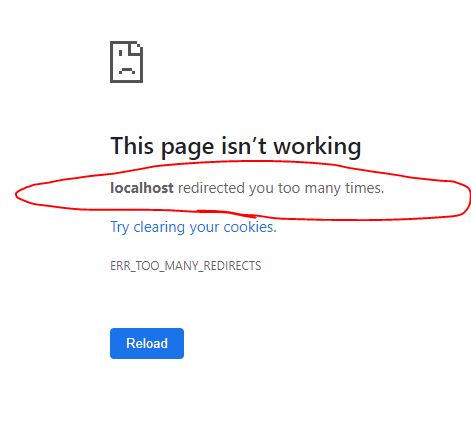 This page isn’t working
localhost redirected you too many times.
Try clearing your cookies.
ERR_TOO_MANY_REDIRECTS
Reload